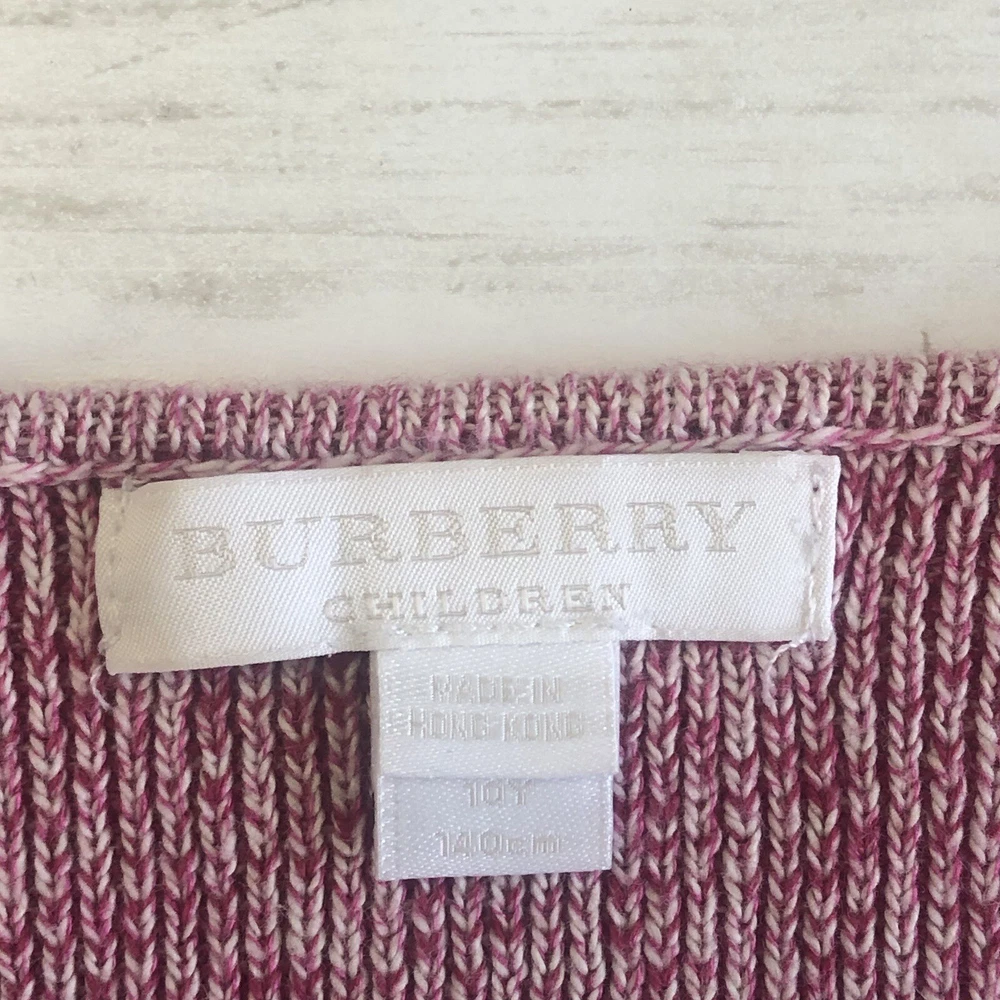 BURBERRY
CHILDREN
MADE IN
HONG KONG
10Y
140cm